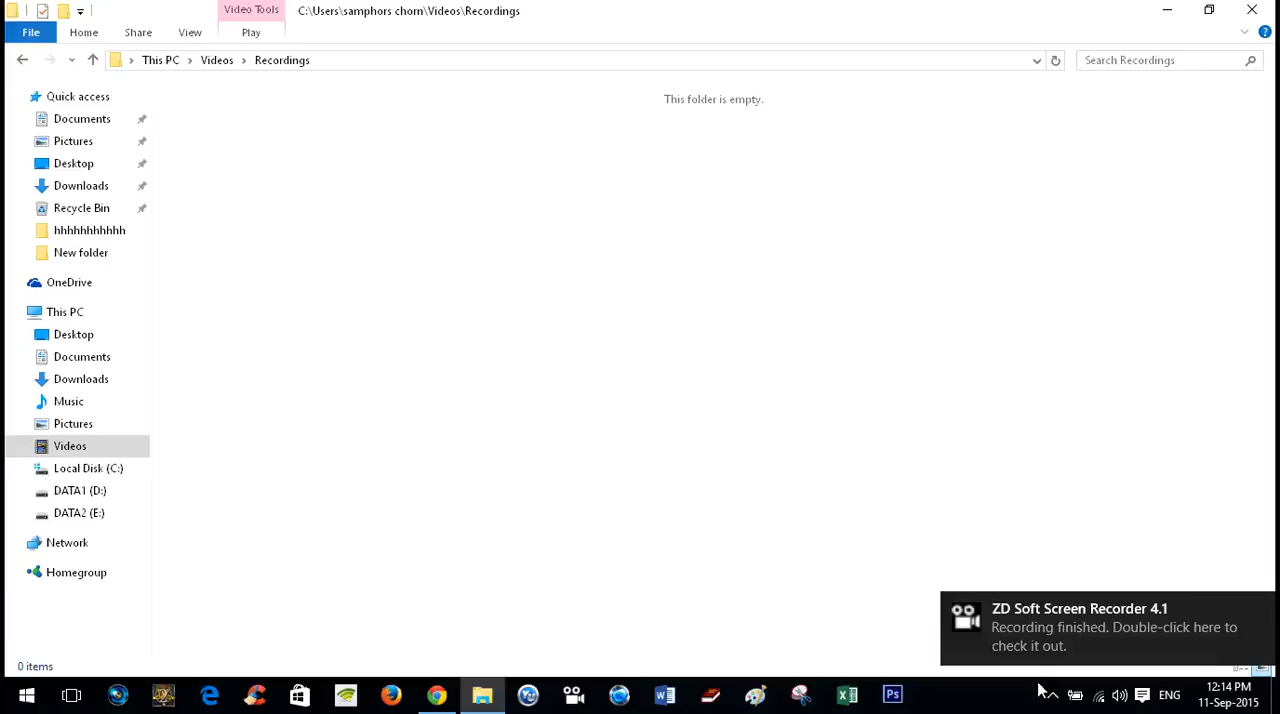 Video Tools
C:\Users\samphors chorn\Videos\Recordings
File
Home
Share
View
Play
This PC
Videos
Recordings
Search Recordings
Quick access
Documents
Pictures
Desktop
Downloads
Recycle Bin
hhhhhhhhhhh
New folder
OneDrive
This PC
Desktop
Documents
Downloads
Music
Pictures
Videos
Local Disk (C:)
DATA1 (D:)
DATA2 (E:)
Network
Homegroup
This folder is empty.
ZD Soft Screen Recorder 4.1
Recording finished. Double-click here to
check it out.
0 items
Ps
ENG
12:14 PM
11-Sep-2015